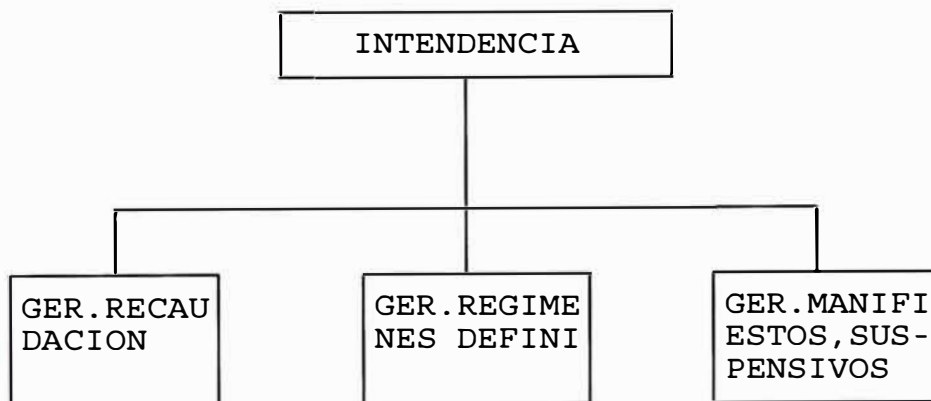 INTENDENCIA
GER.RECAU
DACION
GER.REGIME
NES DEFINI
GER.MANIFI
ESTOS,SUS-
PENSIVOS